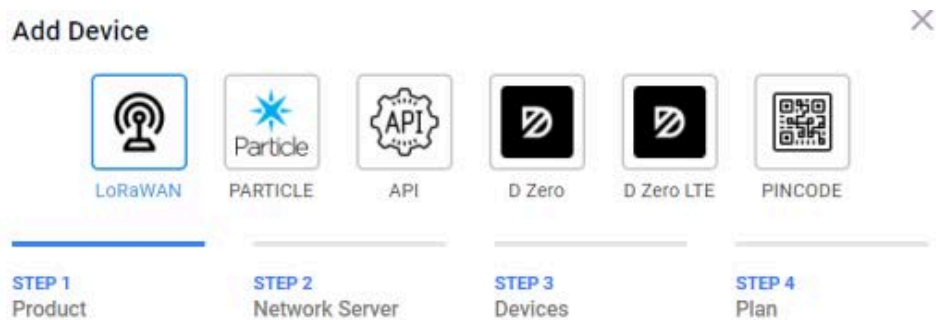 Add Device
Particle
API
LoRaWAN
PARTICLE
API
D Zero
D Zero LTE
PINCODE
STEP 1
Product
STEP 2
Network Server
STEP 3
Devices
STEP 4
Plan